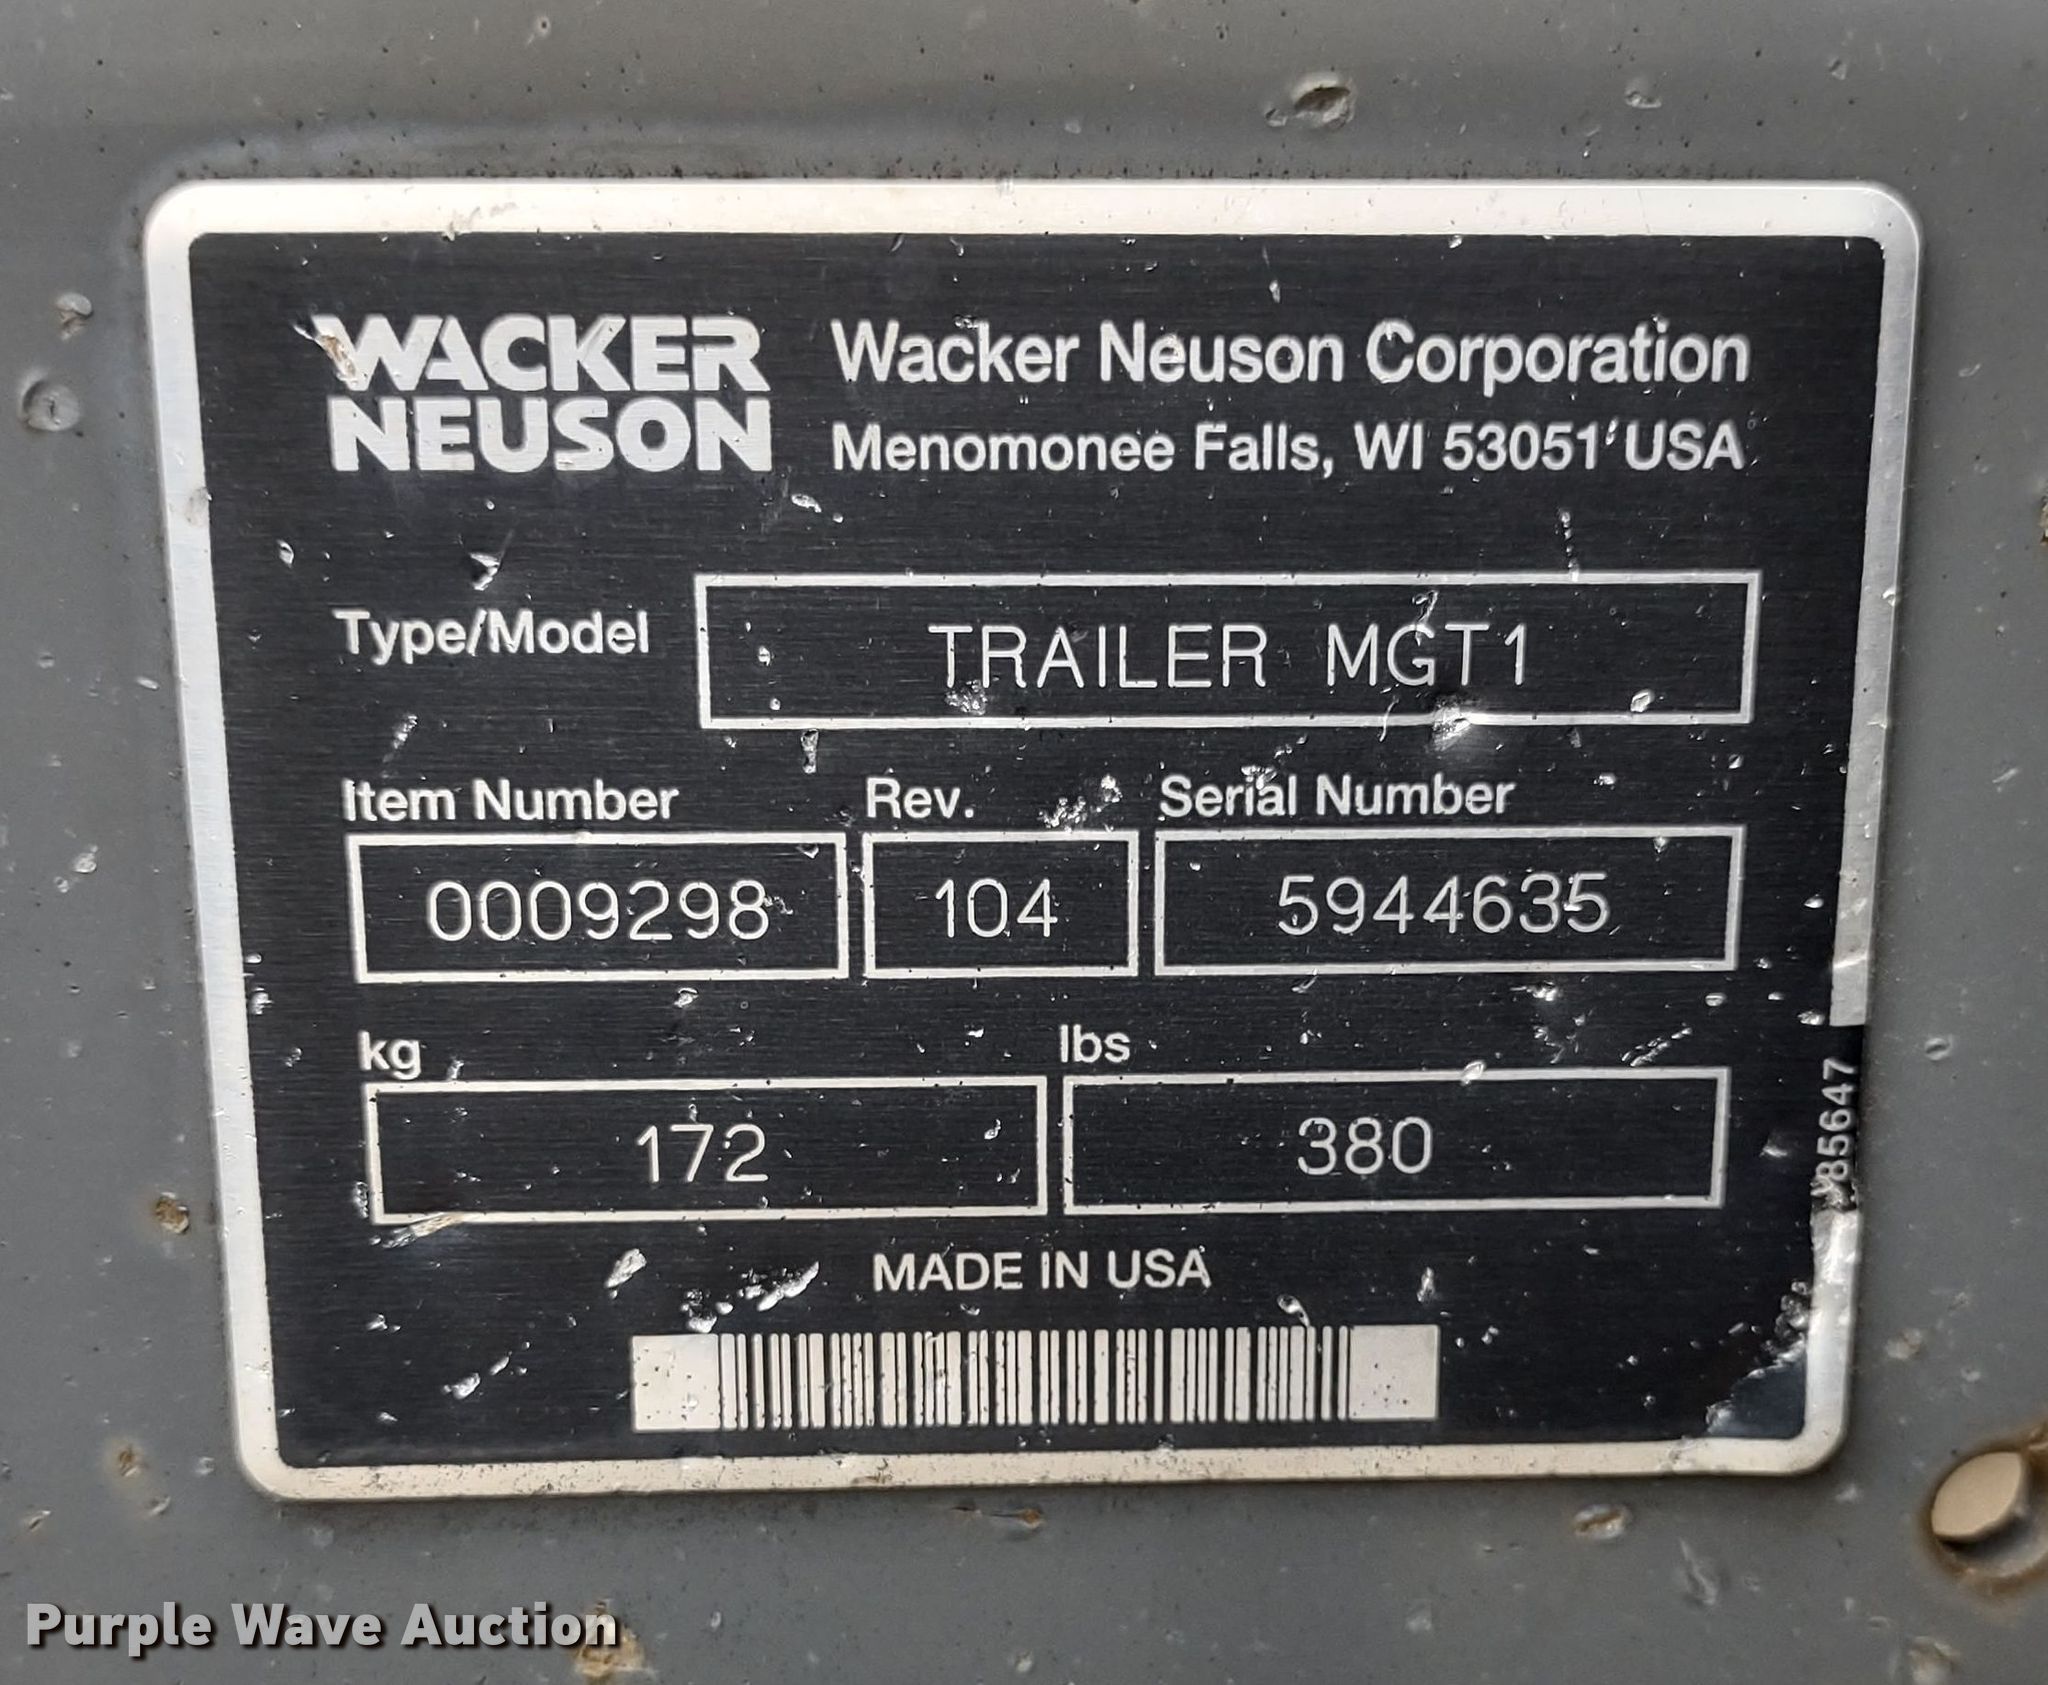 WACKER
NEUSON
Wacker Neuson Corporation
Menomonee Falls, WI 53051 USA
Type/Model
TRAILER MGT1
Item Number
Rev.
Serial Number
0009298
104
5944635
kg
lbs
172
380
MADE IN USA
Purple Wave Auction